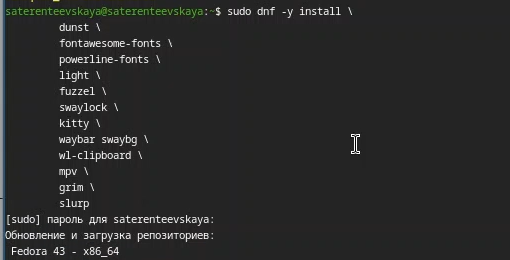 saterenteevskaya@saterenteevskaya:~$ sudo dnf -y install \
dunst \
fontawesome-fonts \
powerline-fonts \
light \
fuzzel \
swaylock \
kitty \
waybar swaybg \
wl-clipboard \
mpv \
grim \
slurp
[sudo] пароль для saterenteevskaya:
Обновление и загрузка репозиториев:
Fedora 43 - x86_64